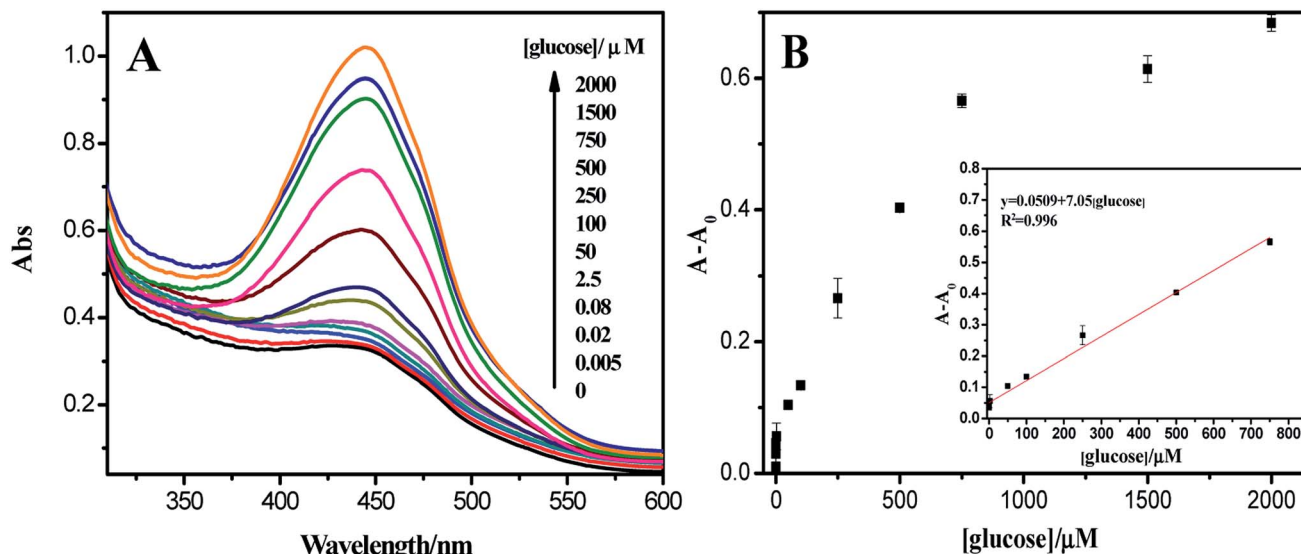 A
[glucose]/ μ M
2000
1500
750
500
250
100
50
2.5
0.08
0.02
0.005
0
Abs
1.0
0.8
0.6
0.4
0.2
350 400 450 500 550 600
Wavelength/nm
B
A - A0
0.6
0.4
0.2
0.0
0 500 1000 1500 2000
[glucose]/μM
y=0.0509+7.05[glucose]
R2=0.996
A-A0
0.8
0.7
0.6
0.5
0.4
0.3
0.2
0.1
0.0
0 100 200 300 400 500 600 700 800
[glucose]/μM